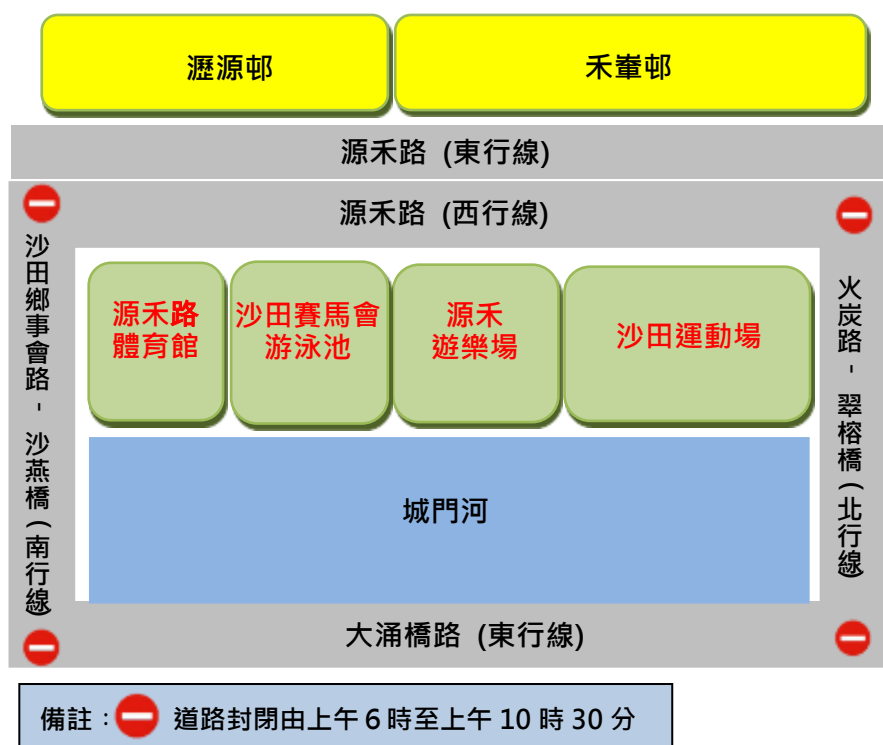 瀝源邨
禾輋邨
源禾路 (東行線)
源禾路 (西行線)
沙田鄉事會路 - 沙燕橋 (南行線)
源禾路
體育館
沙田賽馬會
游泳池
源禾
遊樂場
沙田運動場
火炭路 - 翠榕橋 (北行線)
城門河
大涌橋路 (東行線)
備註：道路封閉由上午 6 時至上午 10 時 30 分